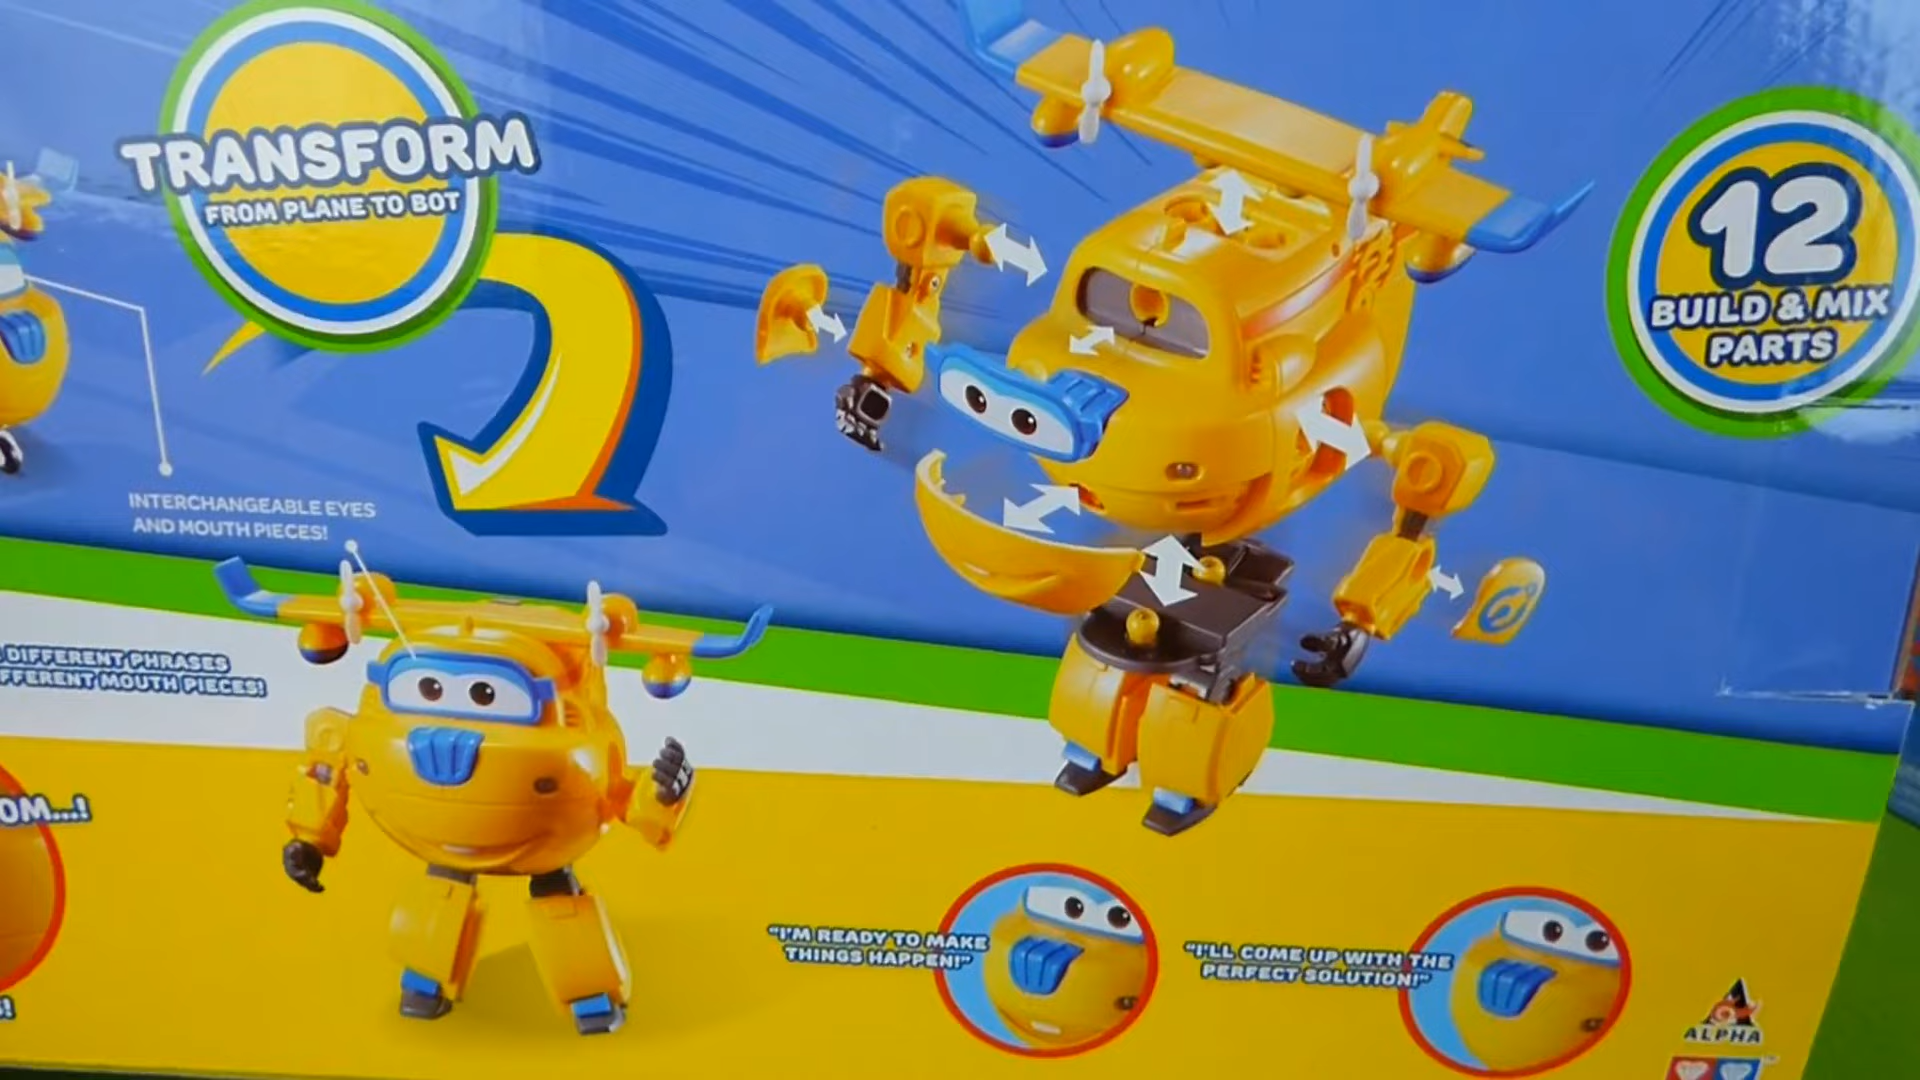 TRANSFORM
FROM PLANE TO BOT
12
BUILD & MIX
PARTS
INTERCHANGEABLE EYES
AND MOUTH PIECES!
DIFFERENT PHRASES
FFERENT MOUTH PIECES!
OM...!
"I'M READY TO MAKE
THINGS HAPPEN!"
"I'LL COME UP WITH THE
PERFECT SOLUTION!"
ALPHA